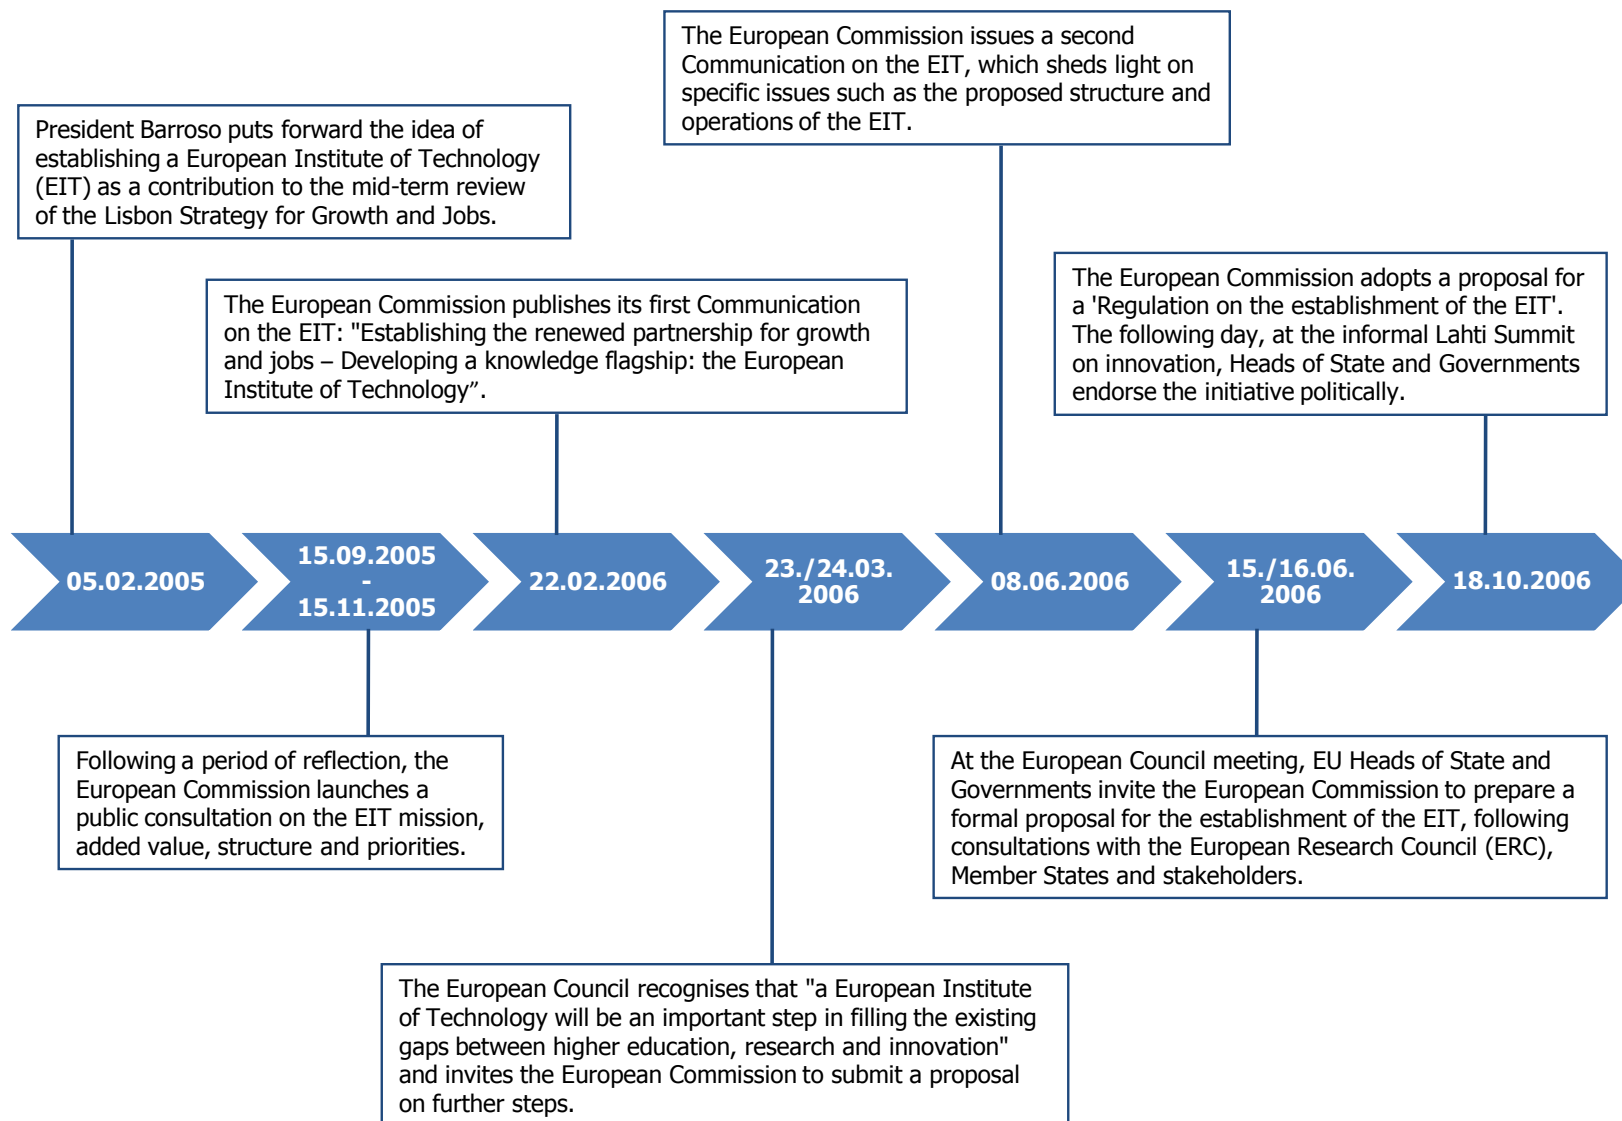 The European Commission issues a second
Communication on the EIT, which sheds light on
specific issues such as the proposed structure and
operations of the EIT.
President Barroso puts forward the idea of
establishing a European Institute of Technology
(EIT) as a contribution to the mid-term review
of the Lisbon Strategy for Growth and Jobs.
The European Commission publishes its first Communication
on the EIT: "Establishing the renewed partnership for growth
and jobs – Developing a knowledge flagship: the European
Institute of Technology”.
The European Commission adopts a proposal for
a 'Regulation on the establishment of the EIT'.
The following day, at the informal Lahti Summit
on innovation, Heads of State and Governments
endorse the initiative politically.
05.02.2005
15.09.2005
-
15.11.2005
22.02.2006
23./24.03.
2006
08.06.2006
15./16.06.
2006
18.10.2006
Following a period of reflection, the
European Commission launches a
public consultation on the EIT mission,
added value, structure and priorities.
At the European Council meeting, EU Heads of State and
Governments invite the European Commission to prepare a
formal proposal for the establishment of the EIT, following
consultations with the European Research Council (ERC),
Member States and stakeholders.
The European Council recognises that "a European Institute
of Technology will be an important step in filling the existing
gaps between higher education, research and innovation"
and invites the European Commission to submit a proposal
on further steps.